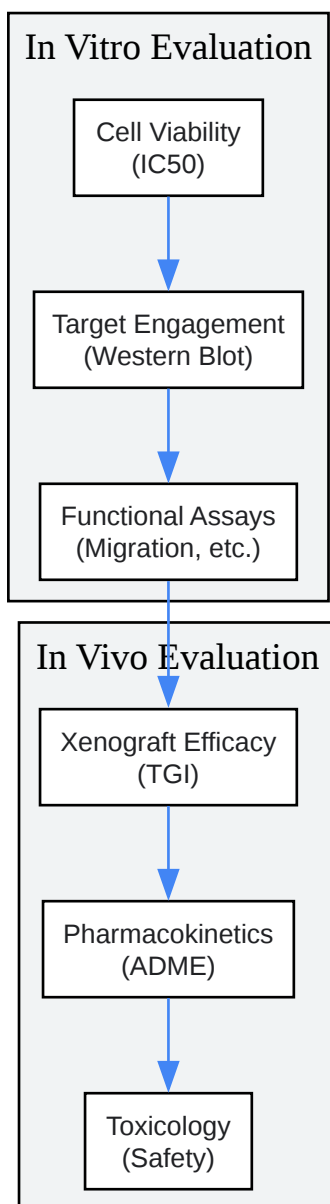 In Vitro Evaluation
Cell Viability
(IC50)
Target Engagement
(Western Blot)
Functional Assays
(Migration, etc.)
In Vivo Evaluation
Xenograft Efficacy
(TGI)
Pharmacokinetics
(ADME)
Toxicology
(Safety)